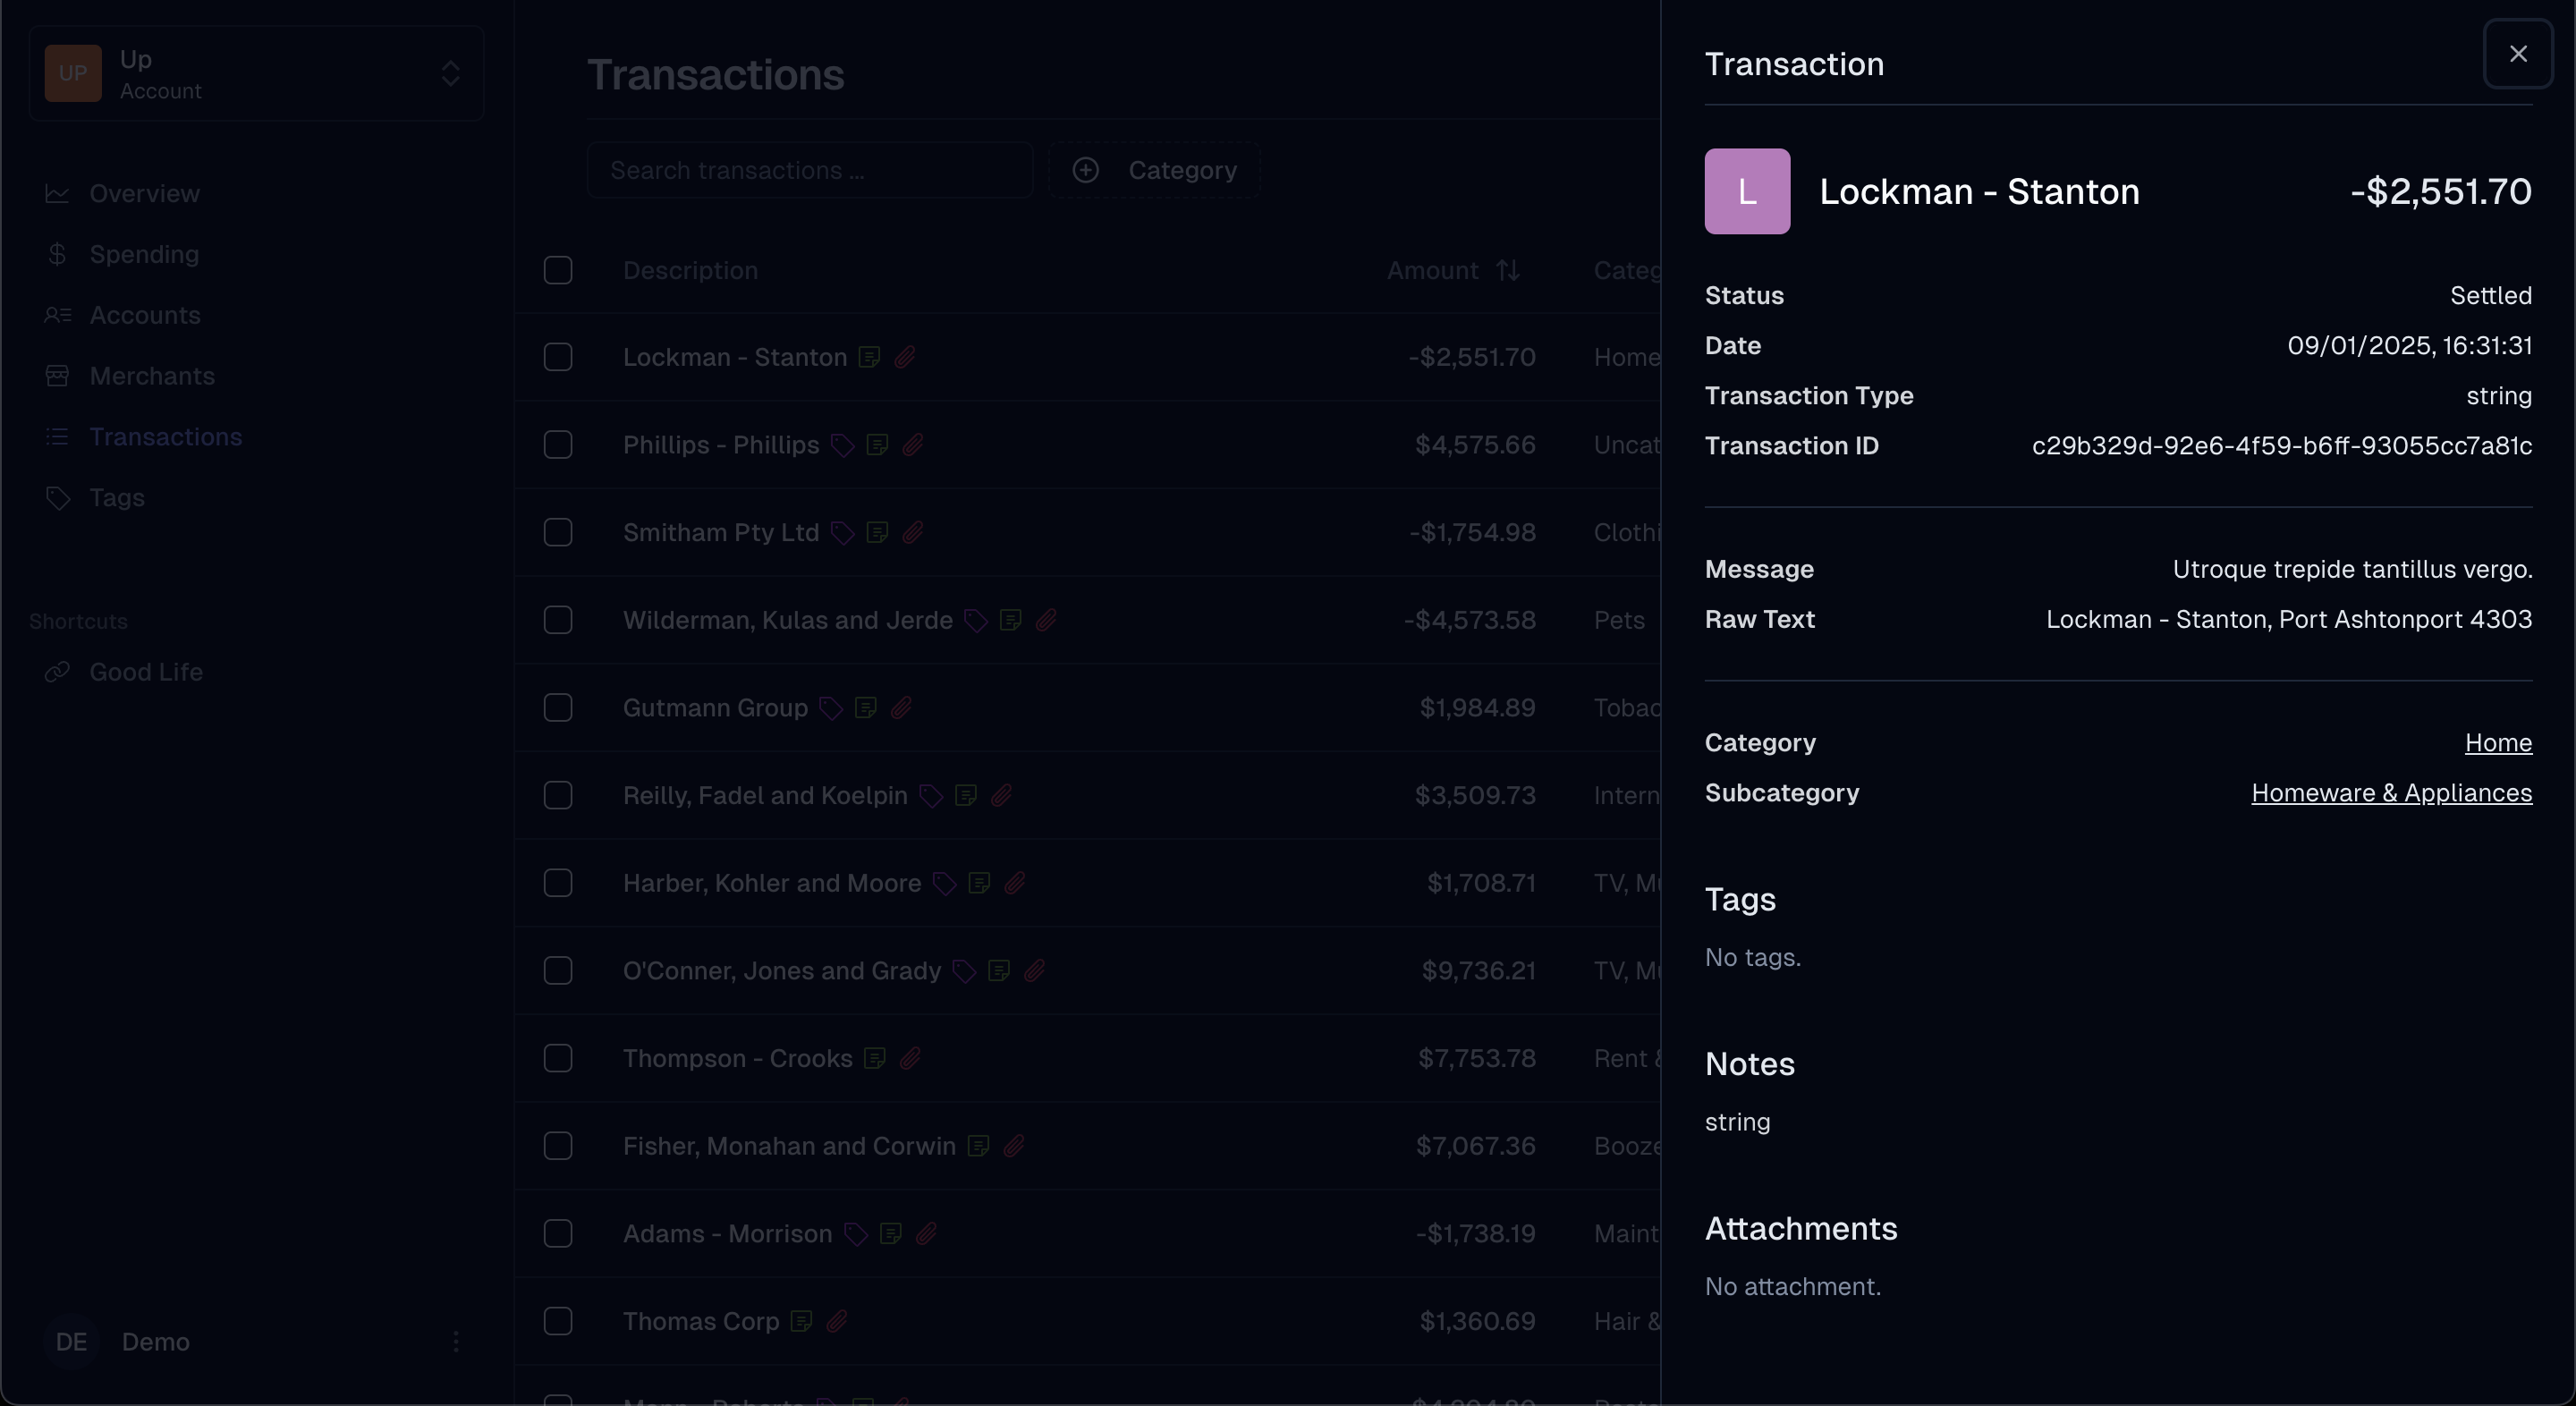 UP
Up
Account
Overview
Spending
Accounts
Merchants
Transactions
Tags
Shortcuts
Good Life
DE
Demo
Transactions
Search transactions ...
Category
Description Amount Categ
Lockman - Stanton -$2,551.70 Home
Phillips - Phillips $4,575.66 Uncat
Smitham Pty Ltd -$1,754.98 Clothi
Wilderman, Kulas and Jerde -$4,573.58 Pets
Gutmann Group $1,984.89 Tobac
Reilly, Fadel and Koelpin $3,509.73 Intern
Harber, Kohler and Moore $1,708.71 TV, Mu
O'Conner, Jones and Grady $9,736.21 TV, Mu
Thompson - Crooks $7,753.78 Rent &
Fisher, Monahan and Corwin $7,067.36 Booze
Adams - Morrison -$1,738.19 Maint
Thomas Corp $1,360.69 Hair &
Transaction
L
Lockman - Stanton -$2,551.70
Status Settled
Date 09/01/2025, 16:31:31
Transaction Type string
Transaction ID c29b329d-92e6-4f59-b6ff-93055cc7a81c
Message Utroque trepide tantillus vergo.
Raw Text Lockman - Stanton, Port Ashtonport 4303
Category Home
Subcategory Homeware & Appliances
Tags
No tags.
Notes
string
Attachments
No attachment.